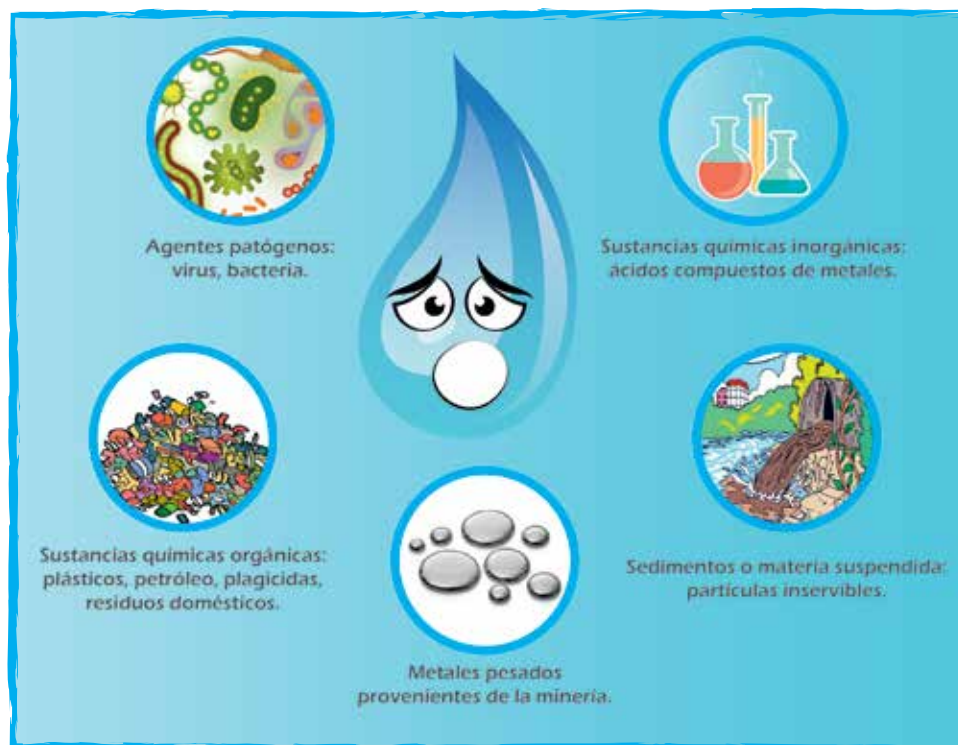 Agentes patógenos:
virus, bacteria.
Sustancias químicas inorgánicas:
ácidos compuestos de metales.
Sustancias químicas orgánicas:
plásticos, petróleo, plagicidas,
residuos domésticos.
Sedimentos o materia suspendida:
partículas inservibles.
Metales pesados
provenientes de la minería.